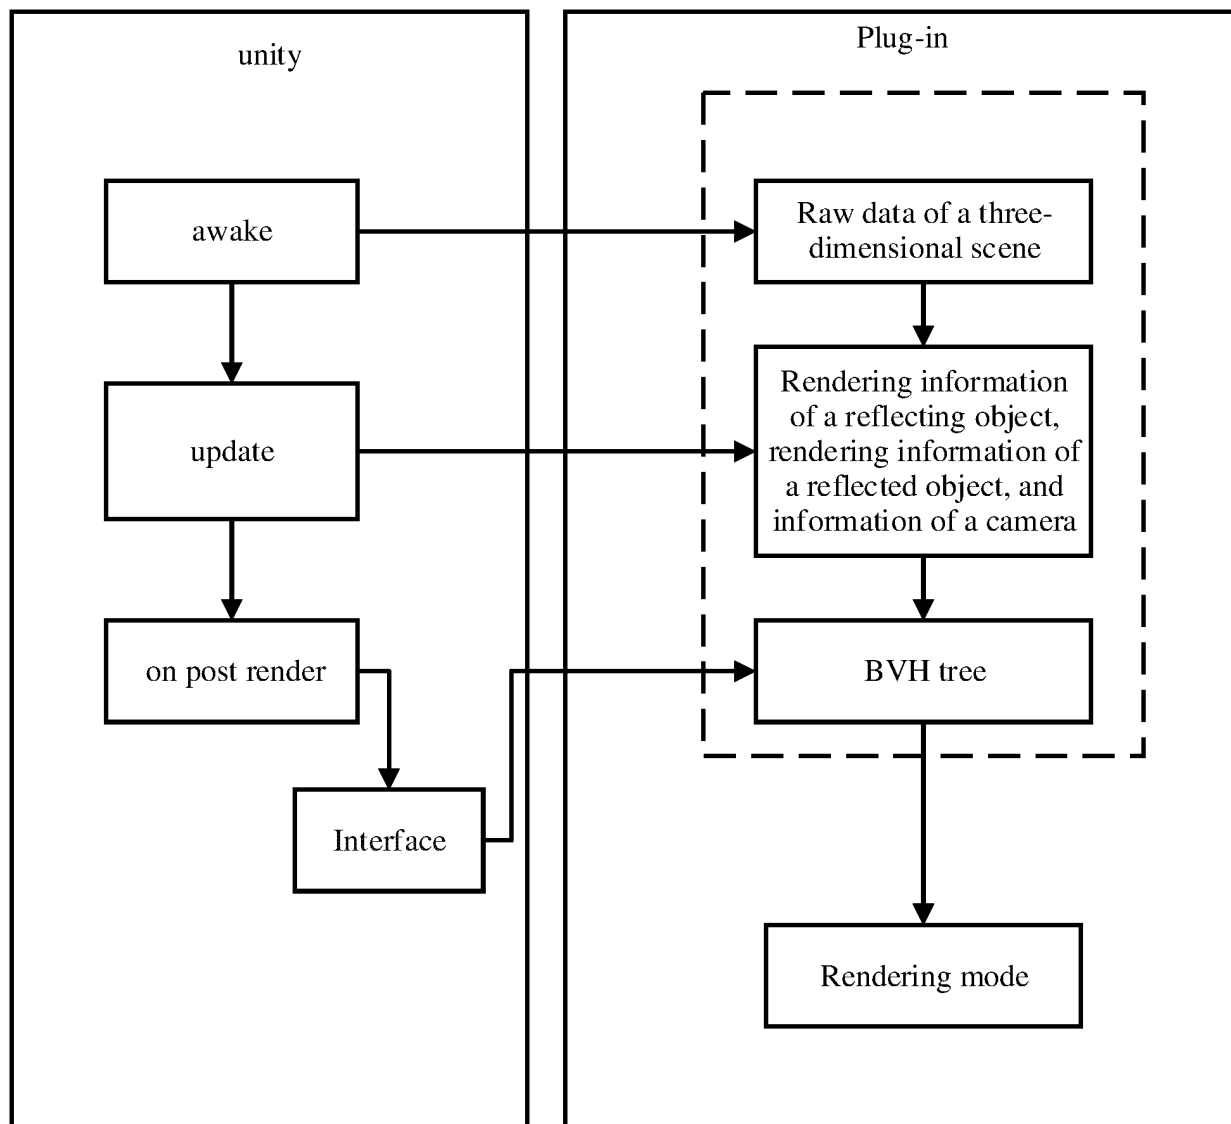 unity
awake
update
on post render
Interface
Plug-in
Raw data of a three-
dimensional scene
Rendering information
of a reflecting object,
rendering information of
a reflected object, and
information of a camera
BVH tree
Rendering mode